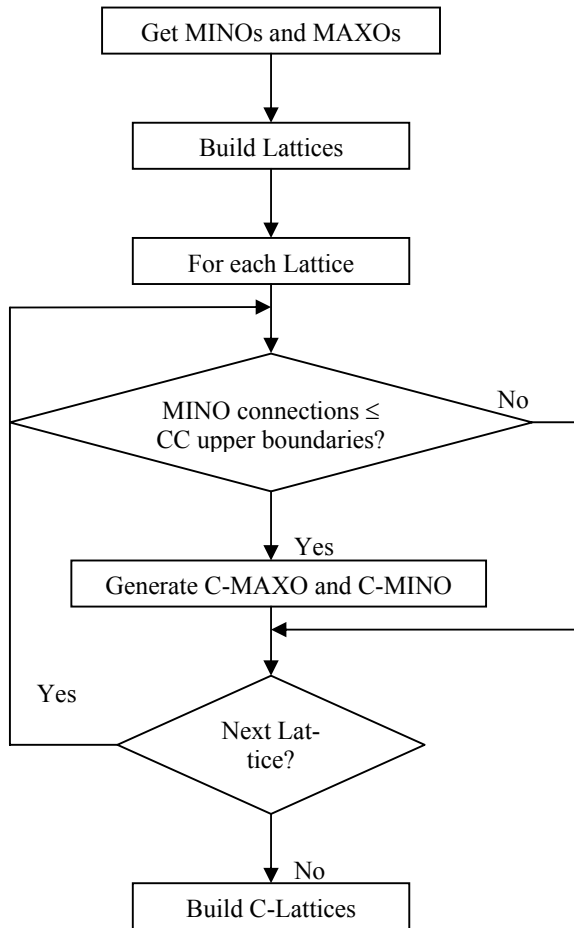 Get MINOs and MAXOs
Build Lattices
For each Lattice
MINO connections ≤
CC upper boundaries?
No
Yes
Generate C-MAXO and C-MINO
Yes
Next Lat-
tice?
No
Build C-Lattices